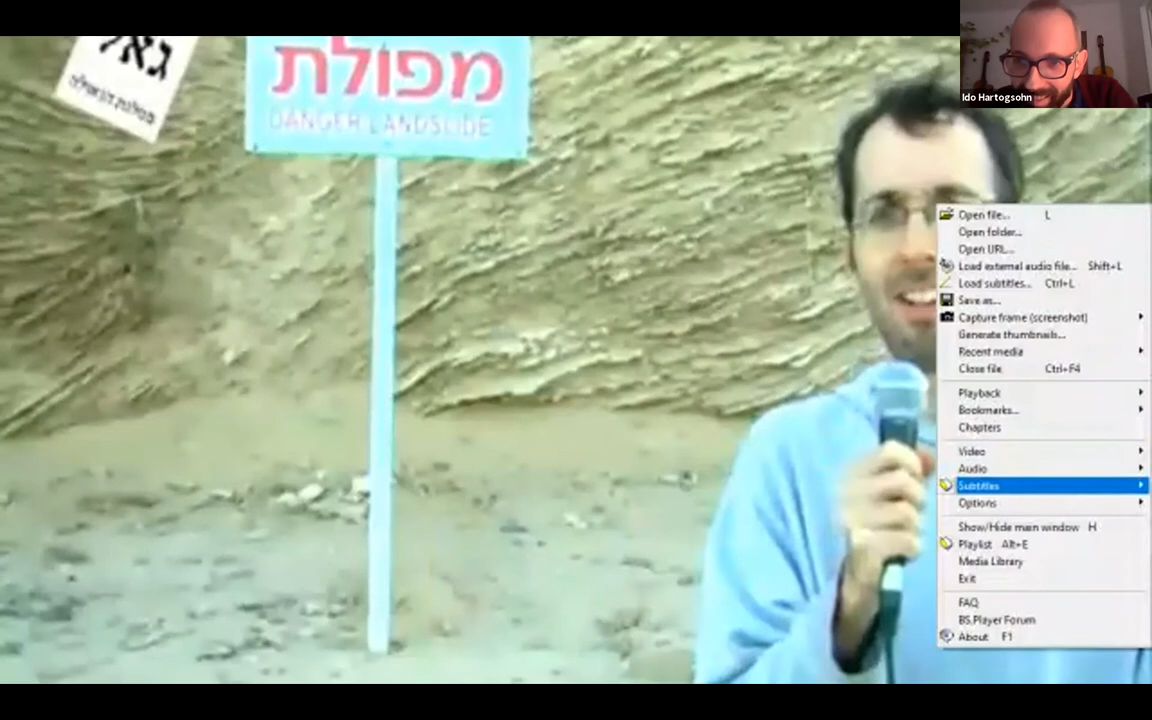 גאל
מפולת
DANGER LANDSLIDE
Ido Hartogsohn
Open file... L
Open folder...
Open URL...
Load external audio file... Shift+L
Load subtitles... Ctrl+L
Save as...
Capture frame (screenshot)
Generate thumbnails...
Recent media
Close file Ctrl+F4
Playback
Bookmarks...
Chapters
Video
Audio
Subtitles
Options
Show/Hide main window H
Playlist Alt+E
Media Library
Exit
FAQ
BS.Player Forum
About F1